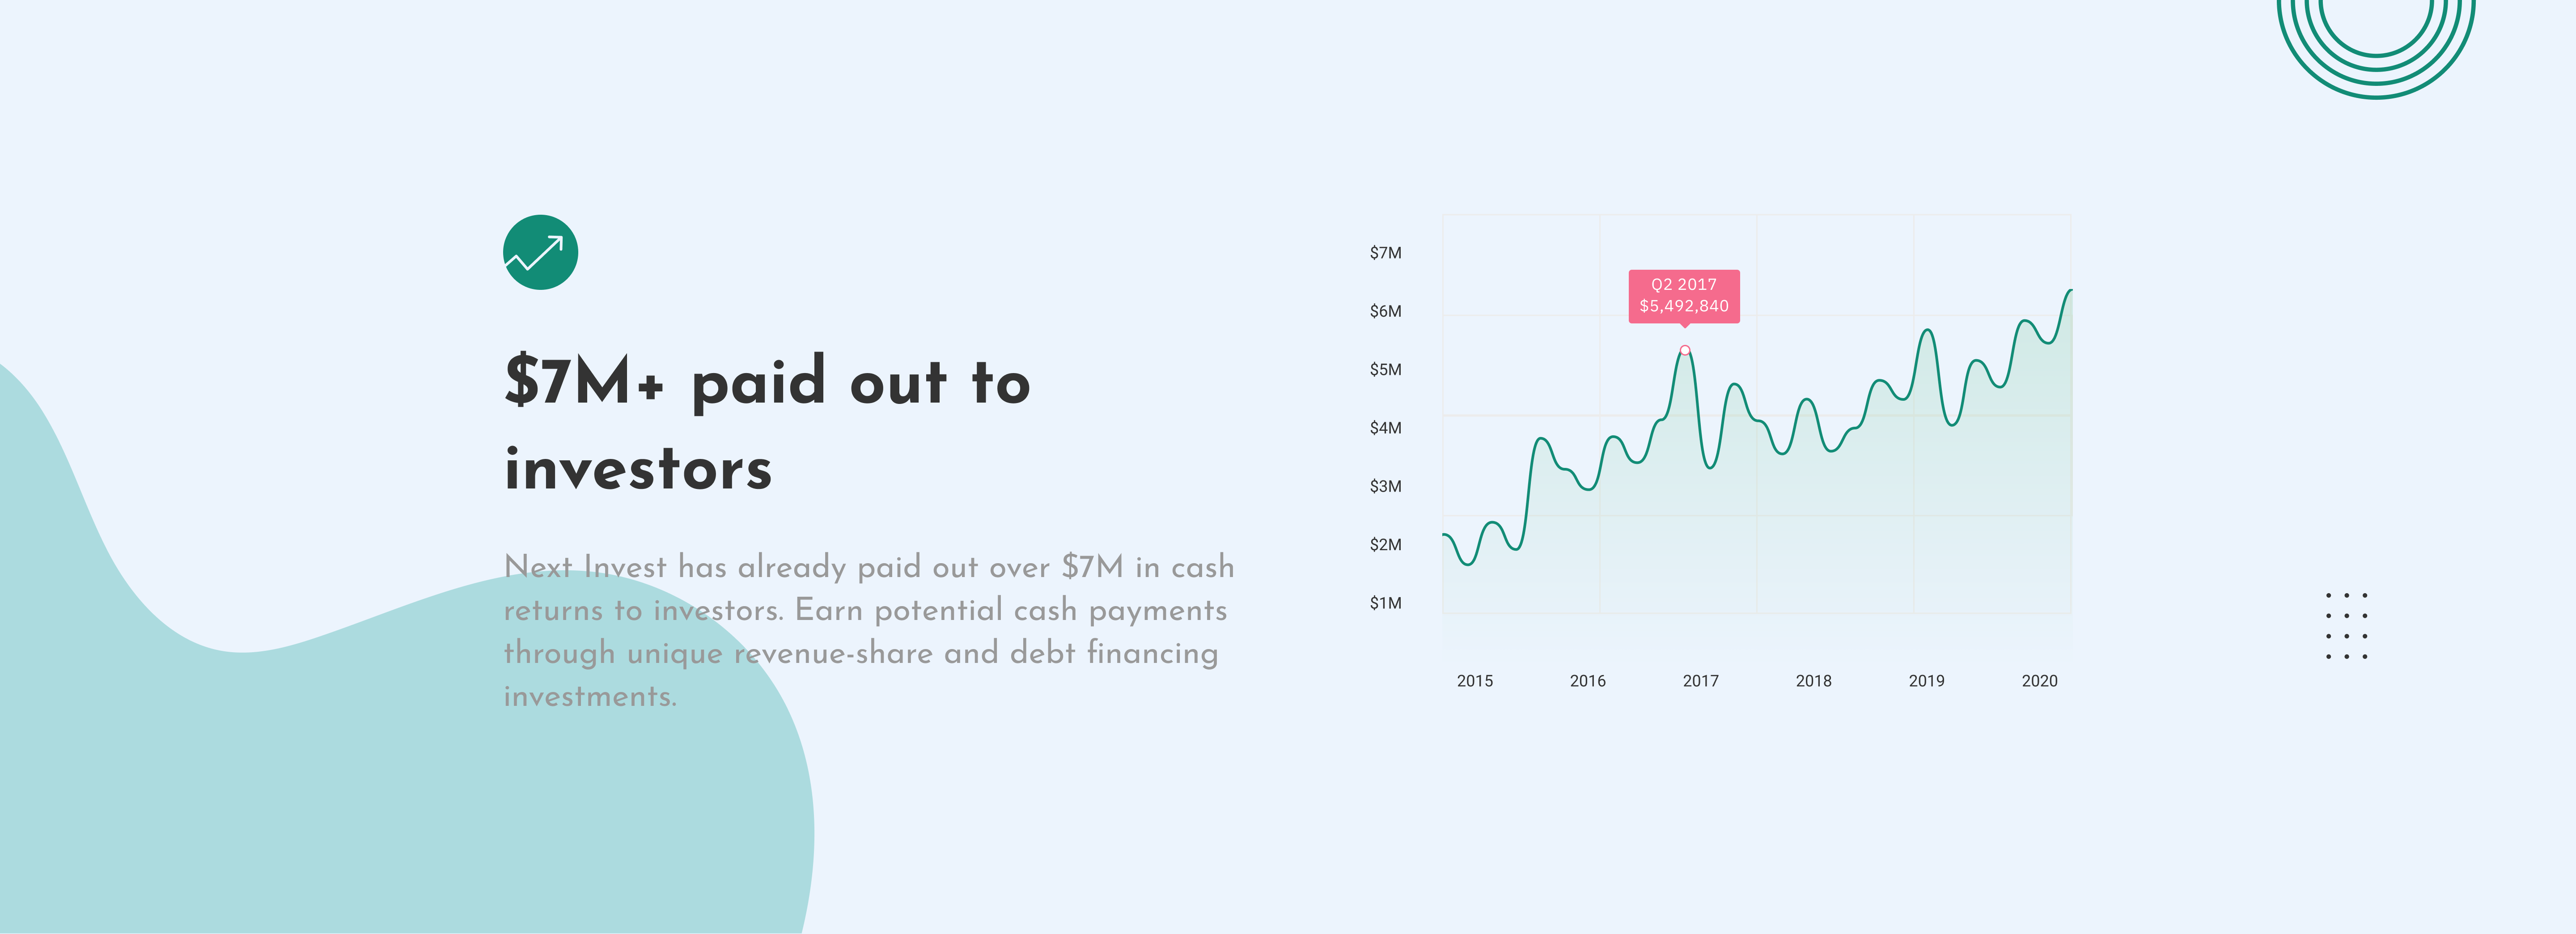 $7M+ paid out to
investors
Next Invest has already paid out over $7M in cash
returns to investors. Earn potential cash payments
through unique revenue-share and debt financing
investments.
$7M
$6M
$5M
$4M
$3M
$2M
$1M
Q2 2017
$5,492,840
2015 2016 2017 2018 2019 2020